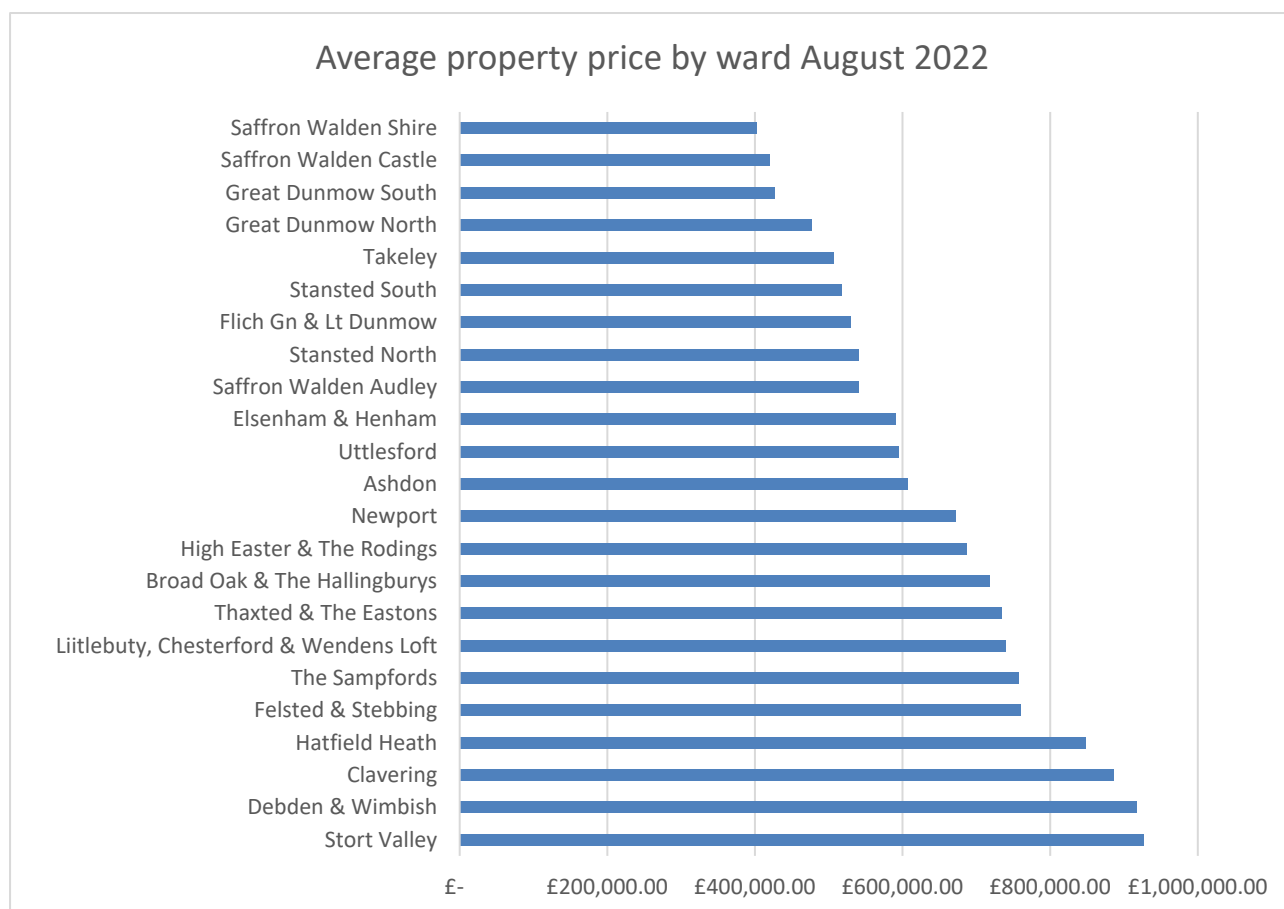 Average property price by ward August 2022
Saffron Walden Shire
Saffron Walden Castle
Great Dunmow South
Great Dunmow North
Takeley
Stansted South
Flich Gn & Lt Dunmow
Stansted North
Saffron Walden Audley
Elsenham & Henham
Uttlesford
Ashdon
Newport
High Easter & The Rodings
Broad Oak & The Hallingburys
Thaxted & The Eastons
Liitlebuty, Chesterford & Wendens Loft
The Sampfords
Felsted & Stebbing
Hatfield Heath
Clavering
Debden & Wimbish
Stort Valley
£- £200,000.00 £400,000.00 £600,000.00 £800,000.00 £1,000,000.00